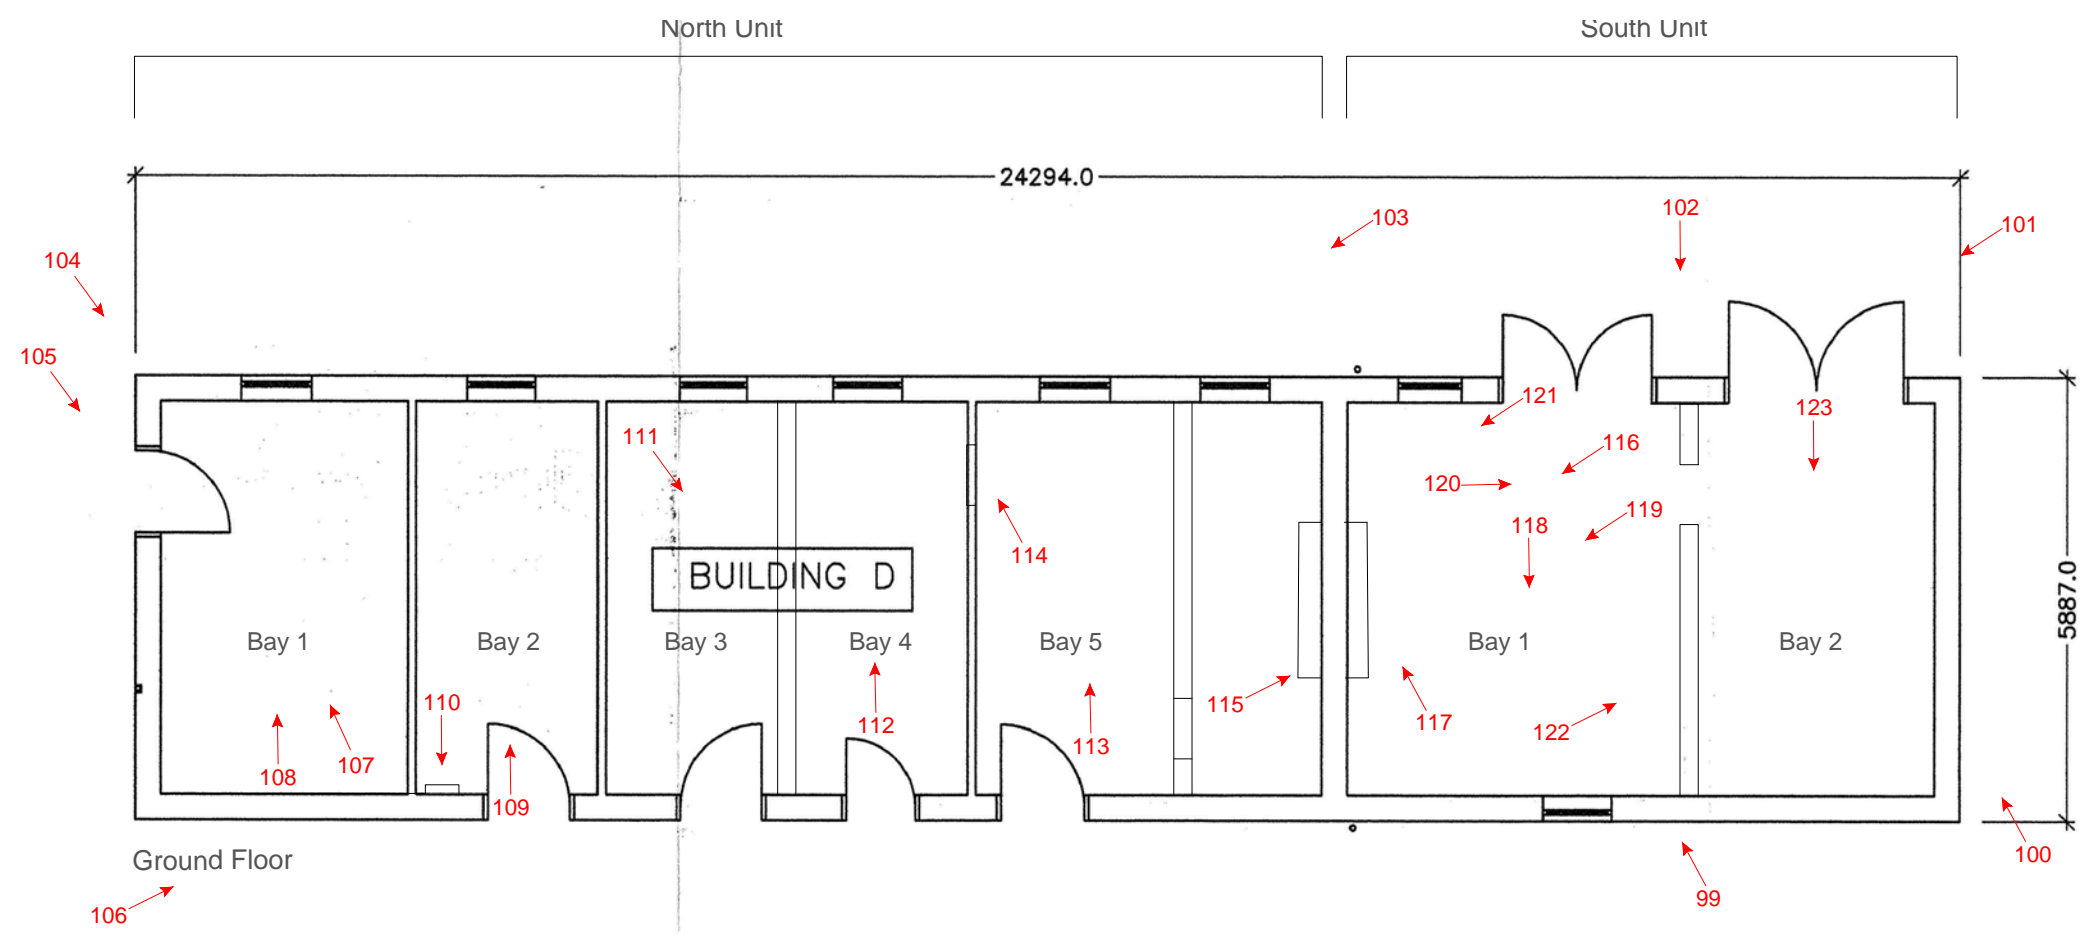 North Unit
South Unit
24294.0
103
102
101
104
105
121
123
111
116
120
119
118
114
BUILDING D
5887.0
Bay 1
Bay 2
Bay 3
Bay 4
Bay 5
Bay 1
Bay 2
110
115
112
117
122
113
107
108
109
Ground Floor
100
99
106